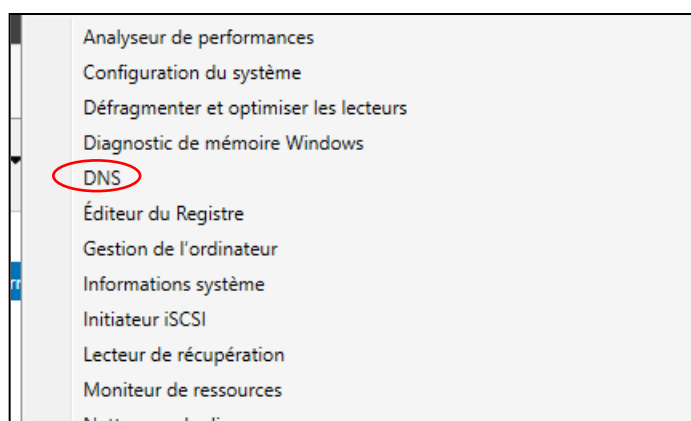 Analyseur de performances
Configuration du système
Défragmenter et optimiser les lecteurs
Diagnostic de mémoire Windows
DNS
Éditeur du Registre
Gestion de l'ordinateur
Informations système
Initiateur iSCSI
Lecteur de récupération
Moniteur de ressources